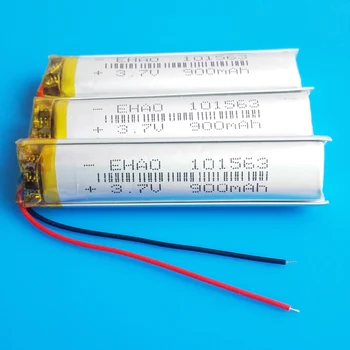 EHAO 101563
+ 3.7V 900mAh
- EHAO 101563
+ 3.7V 900mAh
- EHAO 101563
+ 3.7V 900mAh